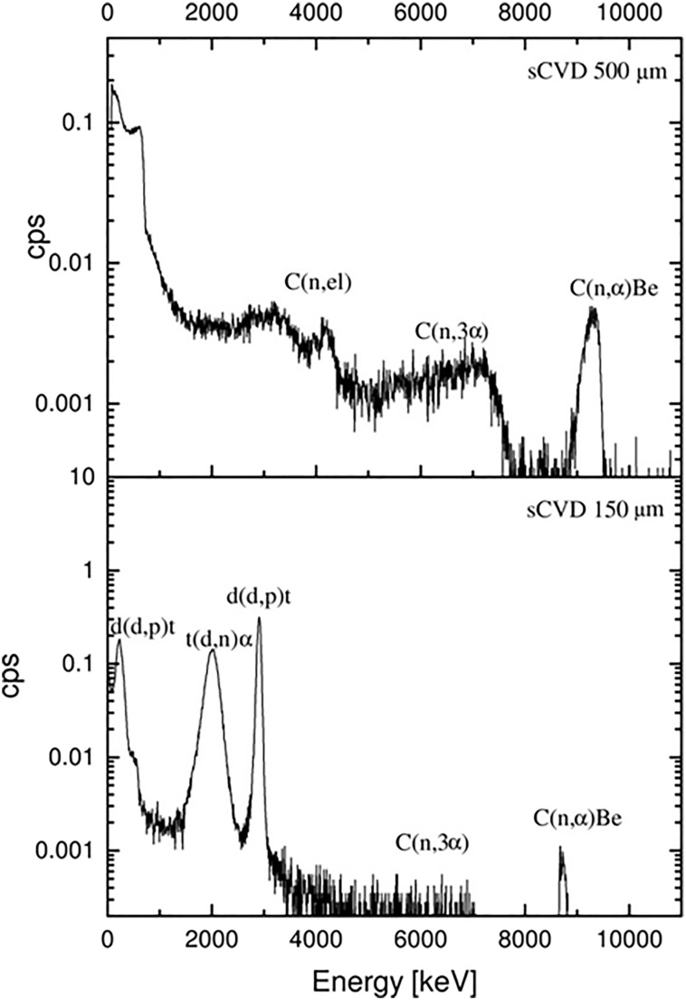 0 2000 4000 6000 8000 10000
sCVD 500 μm
0.1
cps
0.01
C(n,el)
C(n,α)Be
C(n,3α)
0.001
10
sCVD 150 μm
1
d(d,p)t
d(d,p)t
t(d,n)α
0.1
cps
0.01
C(n,α)Be
C(n,3α)
0.001
0 2000 4000 6000 8000 10000
Energy [keV]